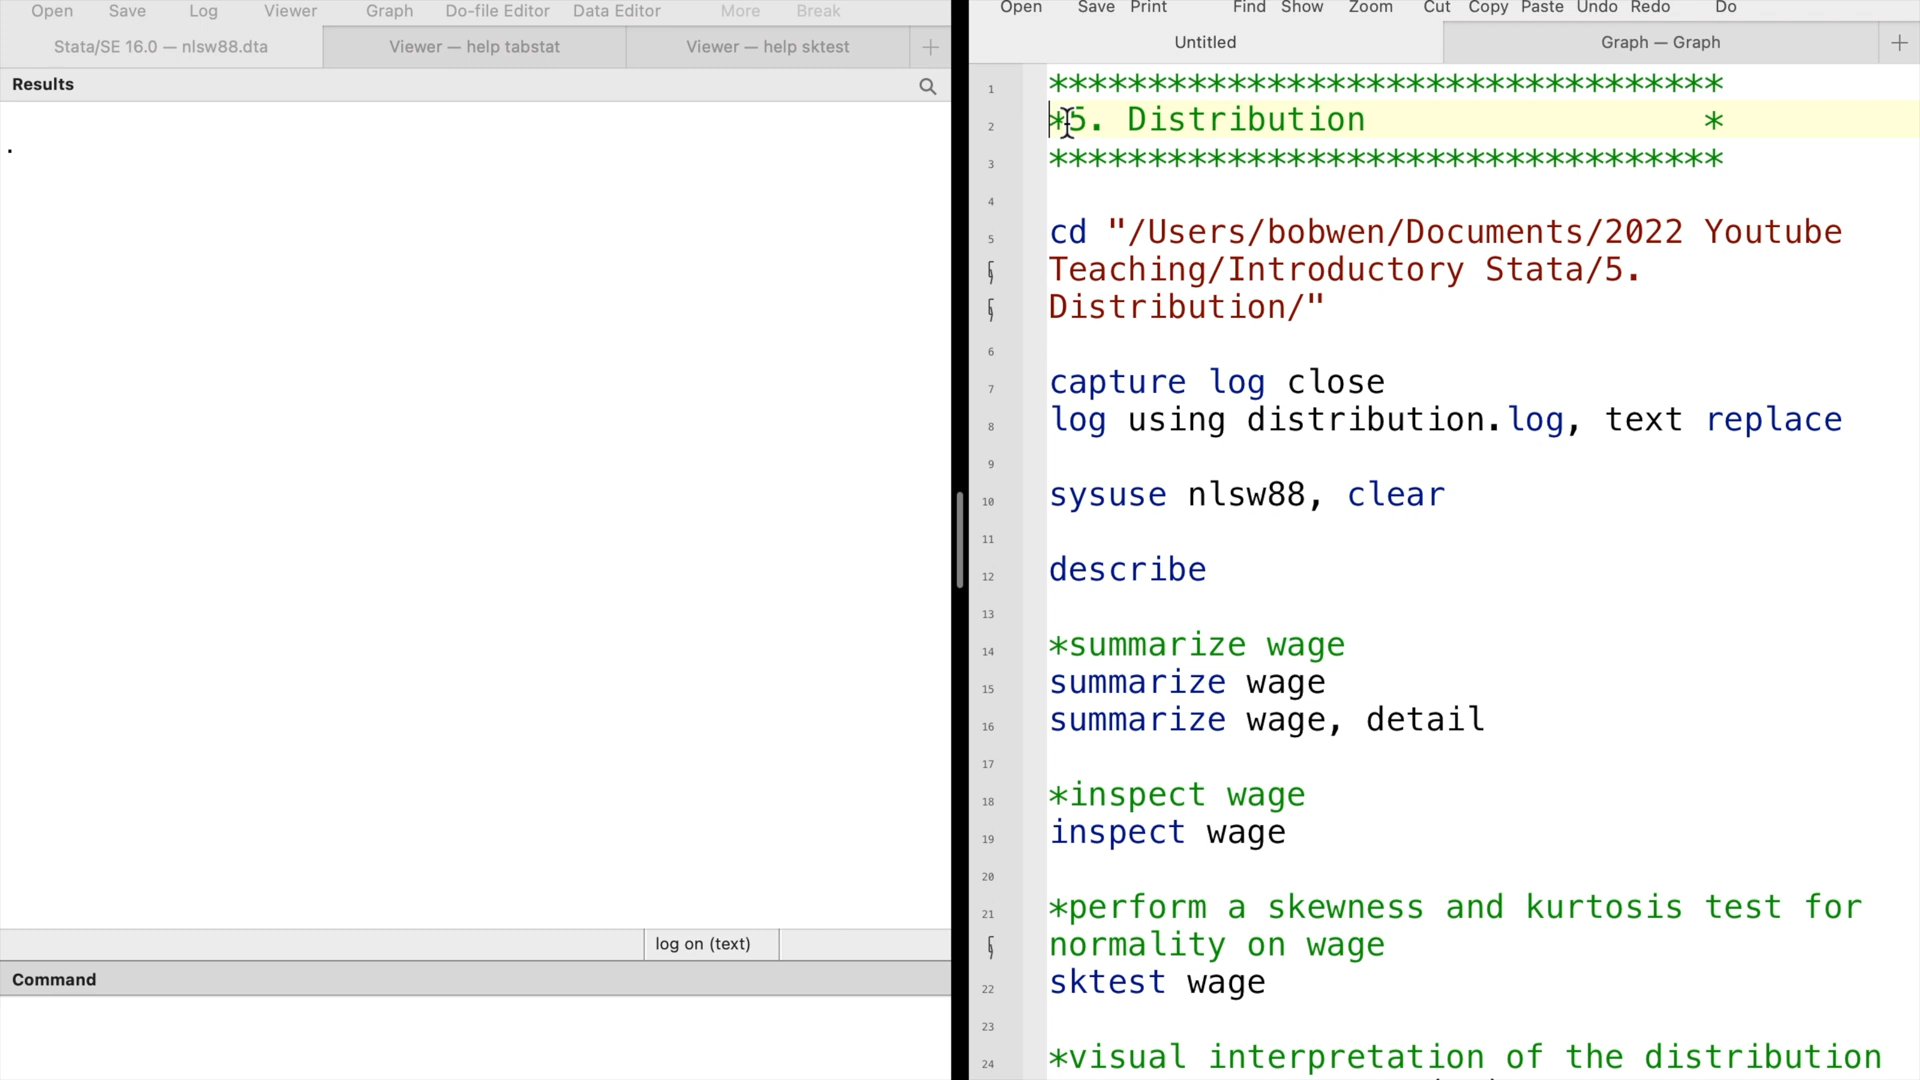 Open Save Log Viewer Graph Do-file Editor Data Editor More Break
Stata/SE 16.0 — nlsw88.dta Viewer — help tabstat Viewer — help sktest
Results
.
log on (text)
Command
Open Save Print Find Show Zoom Cut Copy Paste Undo Redo Do
Untitled Graph — Graph
1 **********************************
2 *5. Distribution *
3 **********************************
4
5 cd "/Users/bobwen/Documents/2022 Youtube
Teaching/Introductory Stata/5.
Distribution/"
6
7 capture log close
8 log using distribution.log, text replace
9
10 sysuse nlsw88, clear
11
12 describe
13
14 *summarize wage
15 summarize wage
16 summarize wage, detail
17
18 *inspect wage
19 inspect wage
20
21 *perform a skewness and kurtosis test for
normality on wage
22 sktest wage
23
24 *visual interpretation of the distribution